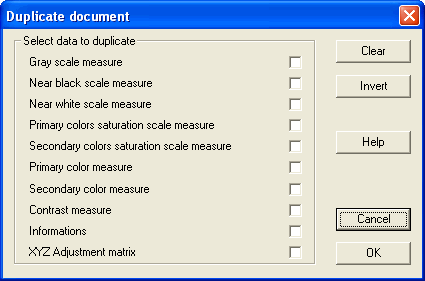 Duplicate document
Select data to duplicate
Gray scale measure
Near black scale measure
Near white scale measure
Primary colors saturation scale measure
Secondary colors saturation scale measure
Primary color measure
Secondary color measure
Contrast measure
Informations
XYZ Adjustment matrix
Clear
Invert
Help
Cancel
OK